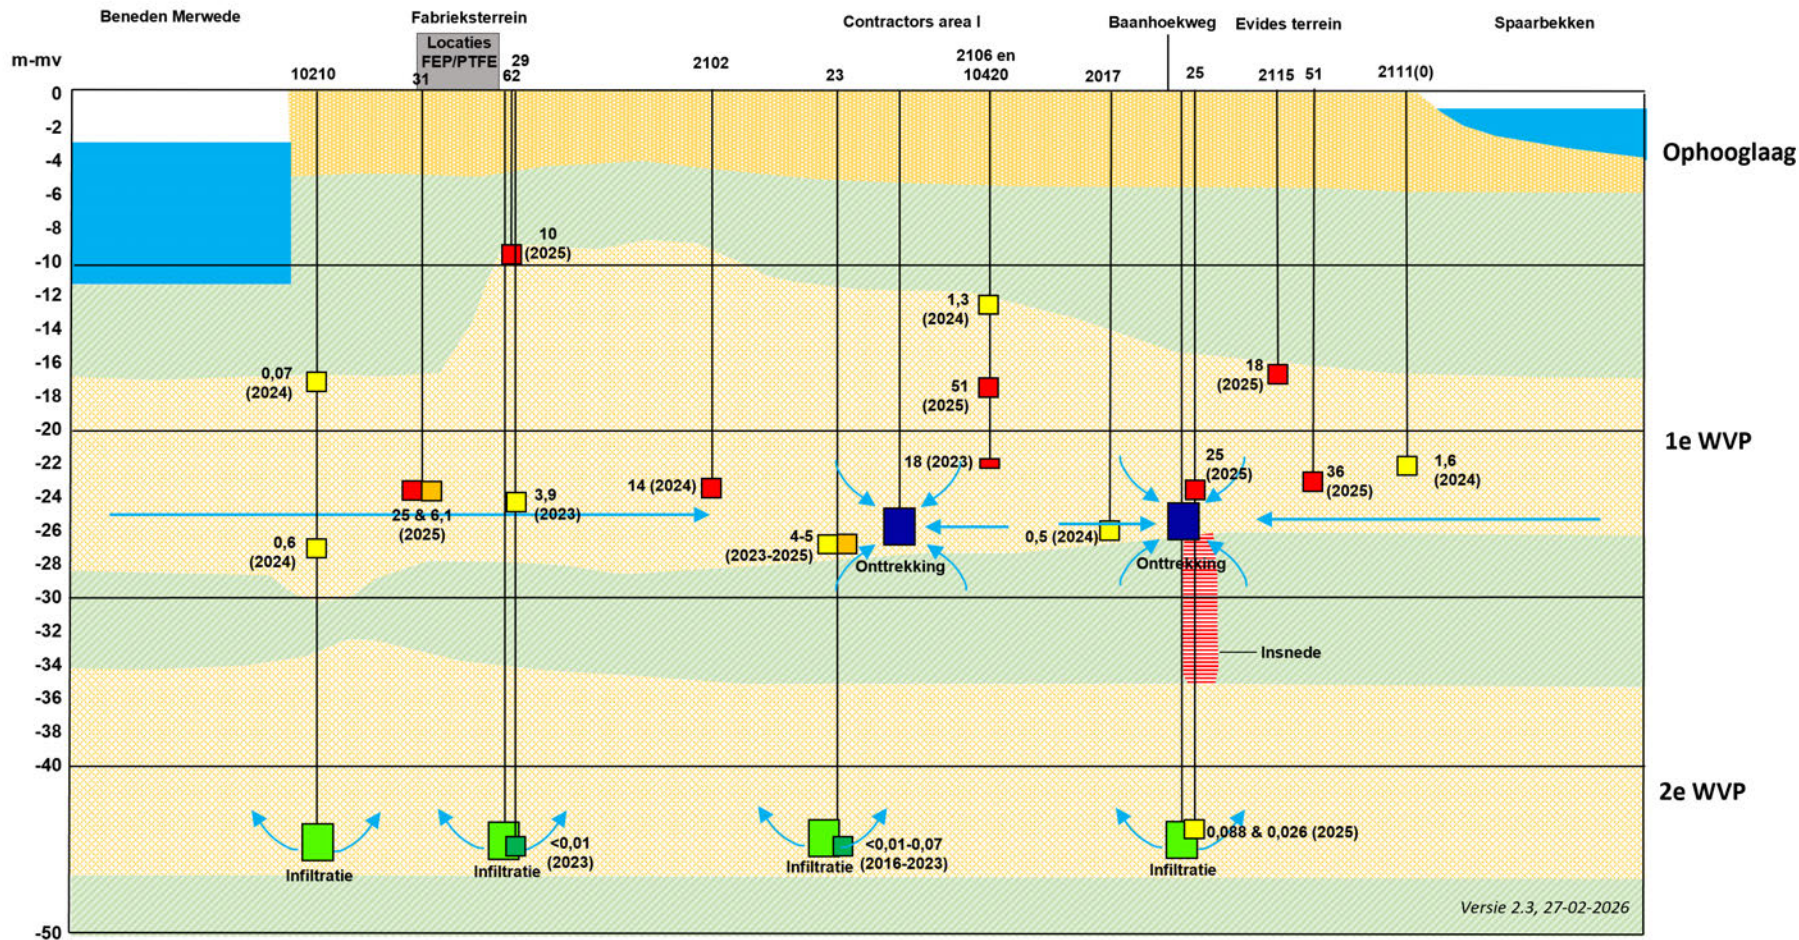 Beneden Merwede
Fabrieksterrein
Contractors area I
Baanhoekweg
Evides terrein
Spaarbekken
Locaties
FEP/PTFE
m-mv
10210
31
62
29
2102
23
2106 en
10420
2017
25
2115
51
2111(0)
0
-2
-4
-6
-8
-10
-12
-14
-16
-18
-20
-22
-24
-26
-28
-30
-32
-34
-36
-38
-40
-50
Ophooglaag
1e WVP
2e WVP
10
(2025)
1,3
(2024)
51
(2025)
18 (2023)
18
(2025)
0,07
(2024)
0,6
(2024)
25 & 6,1
(2025)
3,9
(2023)
14 (2024)
4-5
(2023-2025)
Onttrekking
0,5 (2024)
25
(2025)
Onttrekking
36
(2025)
1,6
(2024)
Insnede
Infiltratie
<0,01
(2023)
Infiltratie
<0,01-0,07
(2016-2023)
Infiltratie
0,088 & 0,026 (2025)
Infiltratie
Versie 2.3, 27-02-2026